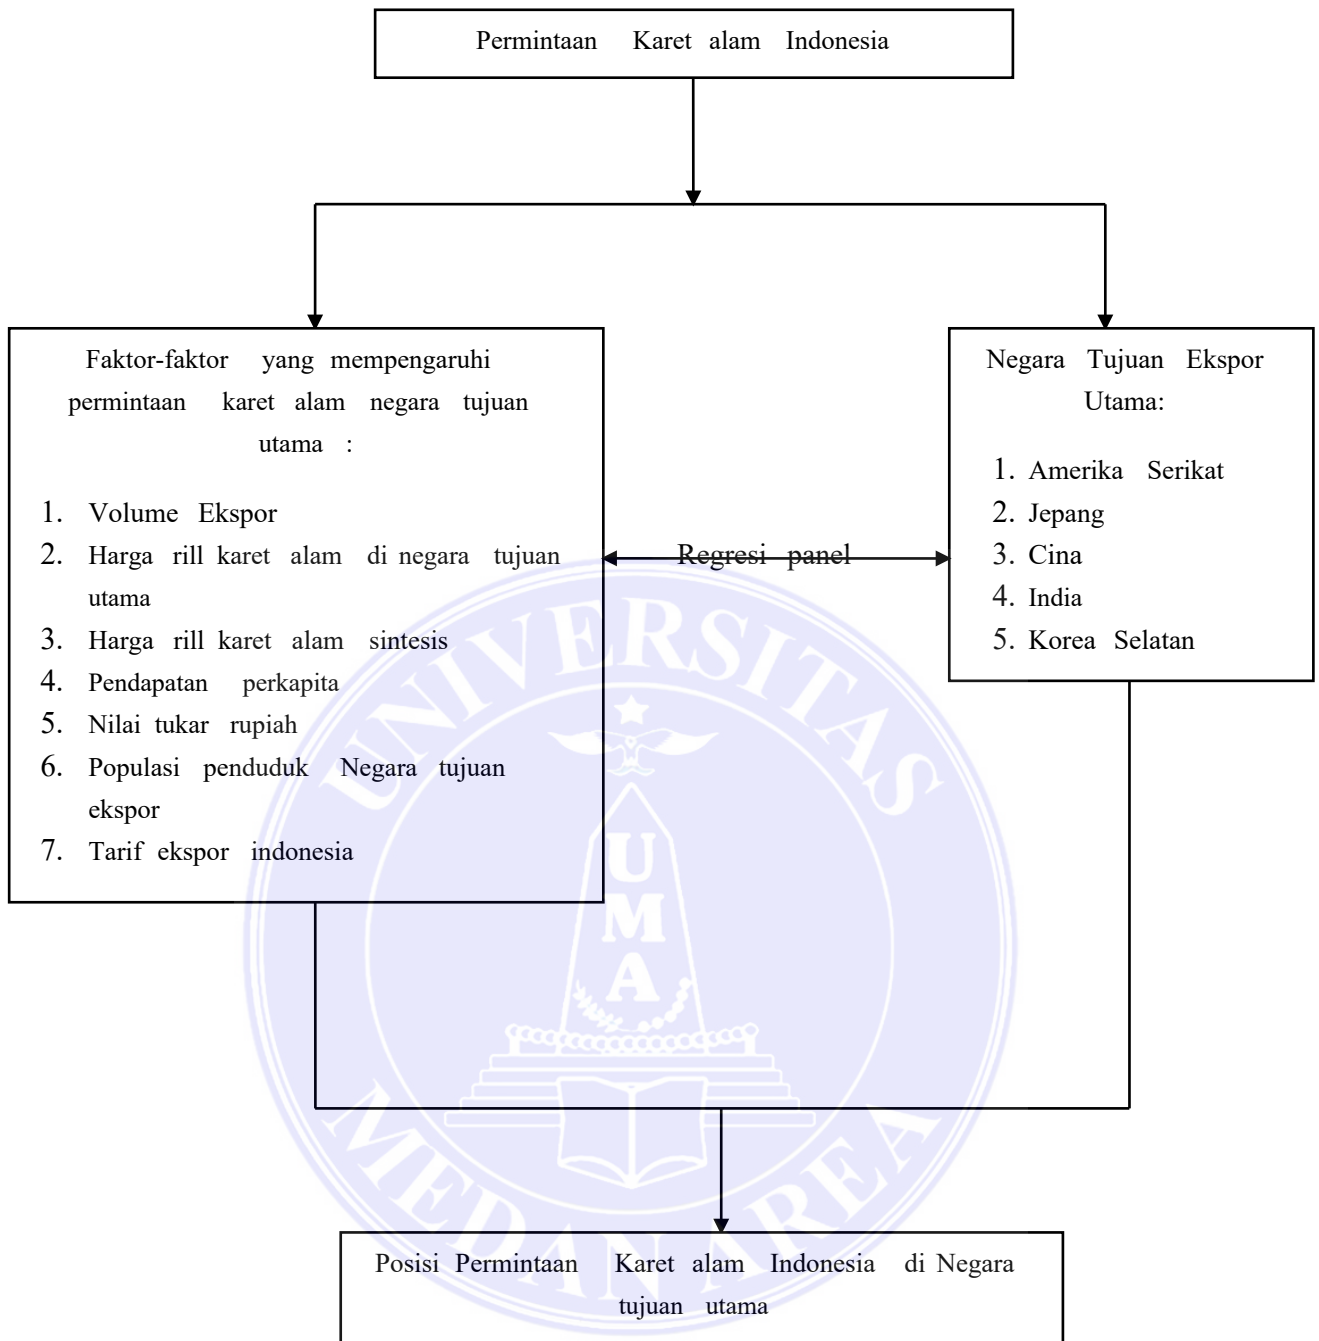 Permintaan Karet alam Indonesia
Faktor-faktor yang mempengaruhi
permintaan karet alam negara tujuan
utama :
1. Volume Ekspor
2. Harga rill karet alam di negara tujuan
utama
3. Harga rill karet alam sintesis
4. Pendapatan perkapita
5. Nilai tukar rupiah
6. Populasi penduduk Negara tujuan
ekspor
7. Tarif ekspor indonesia
Regresi panel
Negara Tujuan Ekspor
Utama:
1. Amerika Serikat
2. Jepang
3. Cina
4. India
5. Korea Selatan
UNIVERSITAS
U
M
A
MEDAN AREA
Posisi Permintaan Karet alam Indonesia di Negara
tujuan utama